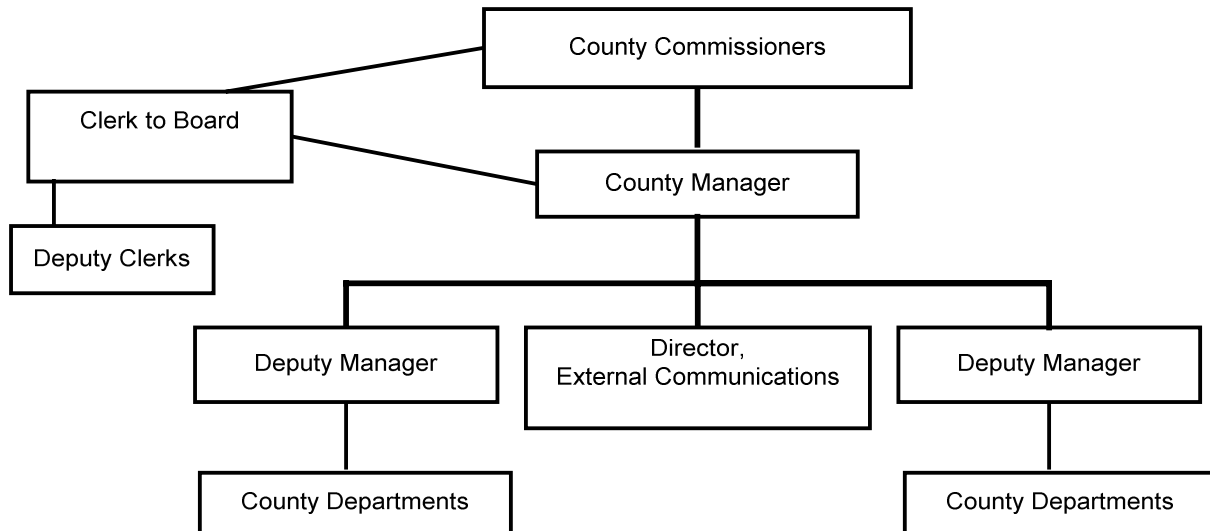 County Commissioners
Clerk to Board
County Manager
Deputy Clerks
Deputy Manager
Director,
External Communications
Deputy Manager
County Departments
County Departments